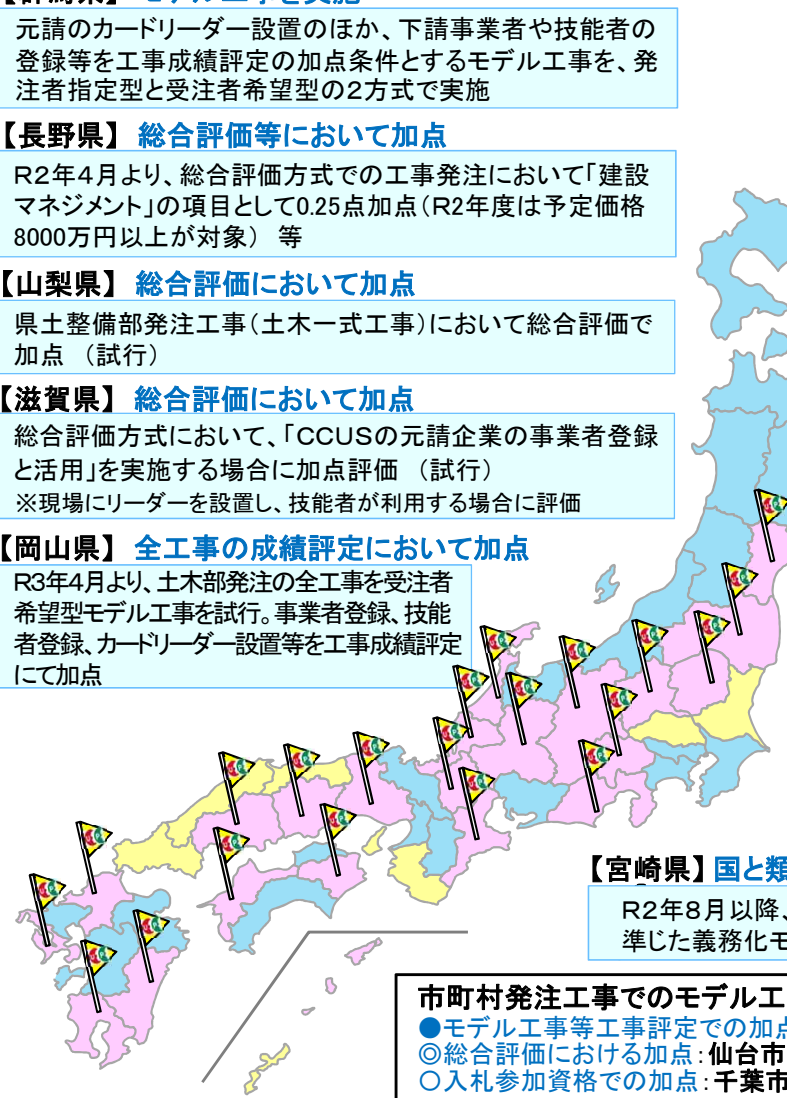 モデル工事を実施
元請のカードリーダー設置のほか、下請事業者や技能者の
登録等を工事成績評定の加点条件とするモデル工事を、発
注者指定型と受注者希望型の2方式で実施
【長野県】 総合評価等において加点
R2年4月より、総合評価方式での工事発注において「建設
マネジメント」の項目として0.25点加点(R2年度は予定価格
8000万円以上が対象) 等
【山梨県】 総合評価において加点
県土整備部発注工事(土木一式工事)において総合評価で
加点 (試行)
【滋賀県】 総合評価において加点
総合評価方式において、「CCUSの元請企業の事業者登録
と活用」を実施する場合に加点評価 (試行)
※現場にリーダーを設置し、技能者が利用する場合に評価
【岡山県】 全工事の成績評定において加点
R3年4月より、土木部発注の全工事を受注者
希望型モデル工事を試行。事業者登録、技能
者登録、カードリーダー設置等を工事成績評定
にて加点
【宮崎県】 国と類
R2年8月以降、
準じた義務化モ
市町村発注工事でのモデル工
●モデル工事等工事評定での加点
◎総合評価における加点:仙台市
○入札参加資格での加点:千葉市